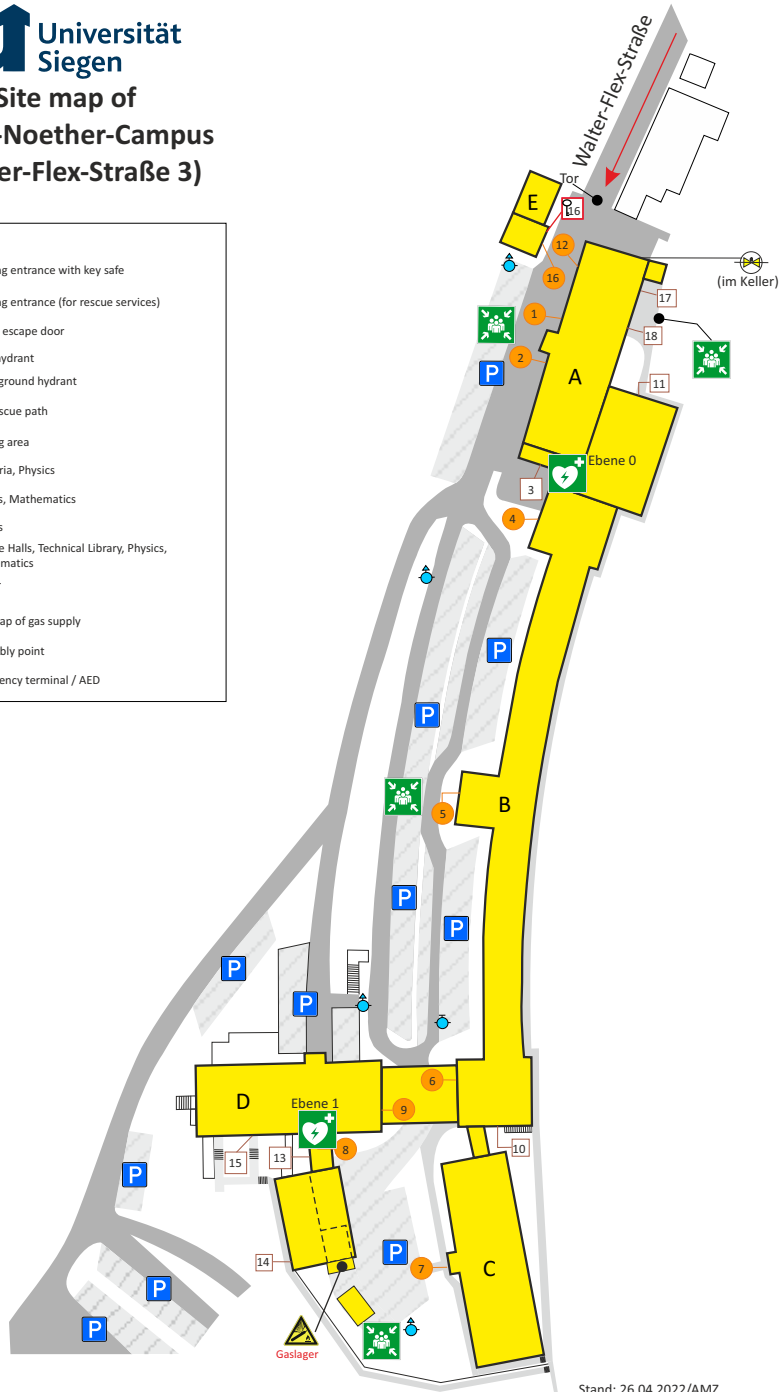 Universität
Siegen
Site map of
-Noether-Campus
er-Flex-Straße 3)
ng entrance with key safe
ng entrance (for rescue services)
escape door
hydrant
ground hydrant
scue path
g area
ria, Physics
s, Mathematics
s
e Halls, Technical Library, Physics,
matics
ap of gas supply
bly point
ency terminal / AED
Walter-Flex-Straße
Tor
E
16
12
16
(im Keller)
17
1
18
2
P
A
11
Ebene 0
3
4
P
P
B
5
P
P
P
P
6
D
Ebene 1
9
8
10
15
13
P
14
P
7
C
P
P
Gaslager
Stand: 26.04.2022/AMZ